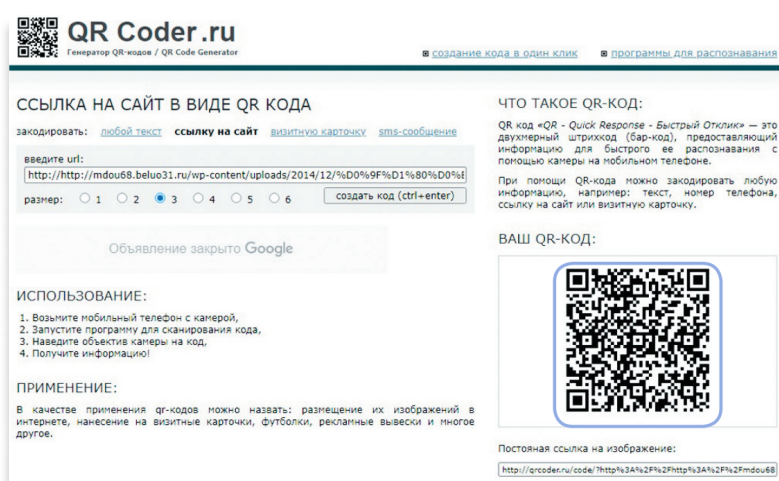 QR Coder.ru
Генератор QR-кодов / QR Code Generator
создание кода в один клик
программы для распознавания
ССЫЛКА НА САЙТ В ВИДЕ QR КОДА
закодировать: любой текст ссылку на сайт визитную карточку sms-сообщение
введите url:
http://http://mdou68.beluo31.ru/wp-content/uploads/2014/12/%D0%9F%D1%80%D0%E
размер: 1 2 3 4 5 6 создать код (ctrl+enter)
Объявление закрыто Google
ИСПОЛЬЗОВАНИЕ:
1. Возьмите мобильный телефон с камерой,
2. Запустите программу для сканирования кода,
3. Наведите объектив камеры на код,
4. Получите информацию!
ПРИМЕНЕНИЕ:
В качестве применения qr-кодов можно назвать: размещение их изображений в
интернете, нанесение на визитные карточки, футболки, рекламные вывески и многое
другое.
ЧТО ТАКОЕ QR-КОД:
QR код «QR - Quick Response - Быстрый Отклик» — это
двухмерный штрихкод (бар-код), предоставляющий
информацию для быстрого ее распознавания с
помощью камеры на мобильном телефоне.
При помощи QR-кода можно закодировать любую
информацию, например: текст, номер телефона,
ссылку на сайт или визитную карточку.
ВАШ QR-КОД:
Постояная ссылка на изображение:
http://qrcoder.ru/code/?http%3A%2F%2Fhttp%3A%2F%2Fmdou68